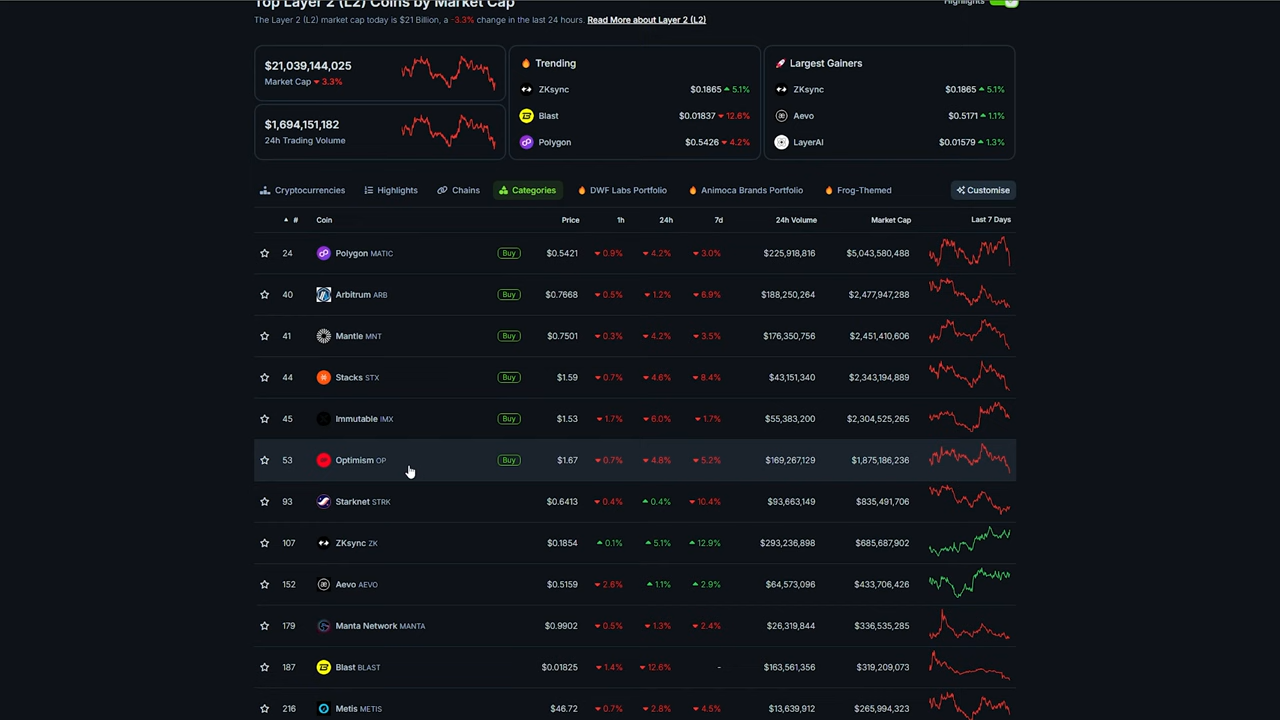 Top Layer 2 (L2) Coins by Market Cap
Highlights
The Layer 2 (L2) market cap today is $21 Billion, a -3.3% change in the last 24 hours. Read More about Layer 2 (L2)
$21,039,144,025
Market Cap 3.3%
$1,694,151,182
24h Trading Volume
Trending
ZKsync $0.1865 5.1%
Blast $0.01837 12.6%
Polygon $0.5426 4.2%
Largest Gainers
ZKsync $0.1865 5.1%
Aevo $0.5171 1.1%
LayerAI $0.01579 1.3%
Cryptocurrencies Highlights Chains Categories DWF Labs Portfolio Animoca Brands Portfolio Frog-Themed Customise
# Coin Price 1h 24h 7d 24h Volume Market Cap Last 7 Days
24 Polygon MATIC Buy $0.5421 0.9% 4.2% 3.0% $225,918,816 $5,043,580,488
40 Arbitrum ARB Buy $0.7668 0.5% 1.2% 6.9% $188,250,264 $2,477,947,288
41 Mantle MNT Buy $0.7501 0.3% 4.2% 3.5% $176,350,756 $2,451,410,606
44 Stacks STX Buy $1.59 0.7% 4.6% 8.4% $43,151,340 $2,343,194,889
45 Immutable IMX Buy $1.53 1.7% 6.0% 1.7% $55,383,200 $2,304,525,265
53 Optimism OP Buy $1.67 0.7% 4.8% 5.2% $169,267,129 $1,875,186,236
93 Starknet STRK $0.6413 0.4% 0.4% 10.4% $93,663,149 $835,491,706
107 ZKsync ZK $0.1854 0.1% 5.1% 12.9% $293,236,898 $685,687,902
152 Aevo AEVO $0.5159 2.6% 1.1% 2.9% $64,573,096 $433,706,426
179 Manta Network MANTA $0.9902 0.5% 1.3% 2.4% $26,319,844 $336,535,285
187 Blast BLAST $0.01825 1.4% 12.6% - $163,561,356 $319,209,073
216 Metis METIS $46.72 0.7% 2.8% 4.5% $13,639,912 $265,994,323